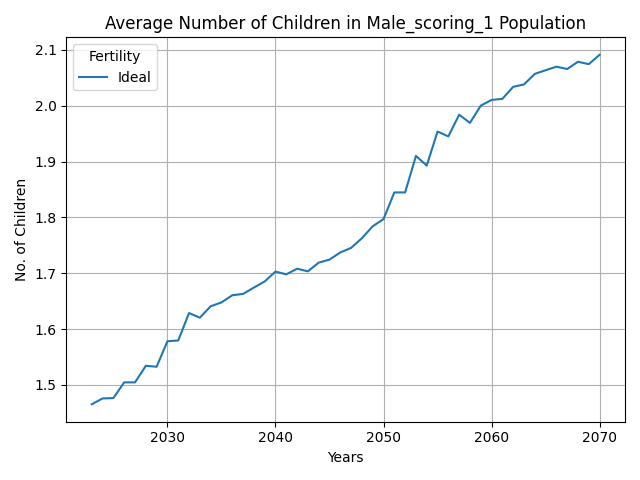 Average Number of Children in Male_scoring_1 Population
Fertility
Ideal
2.1
2.0
1.9
1.8
1.7
1.6
1.5
No. of Children
2030 2040 2050 2060 2070
Years